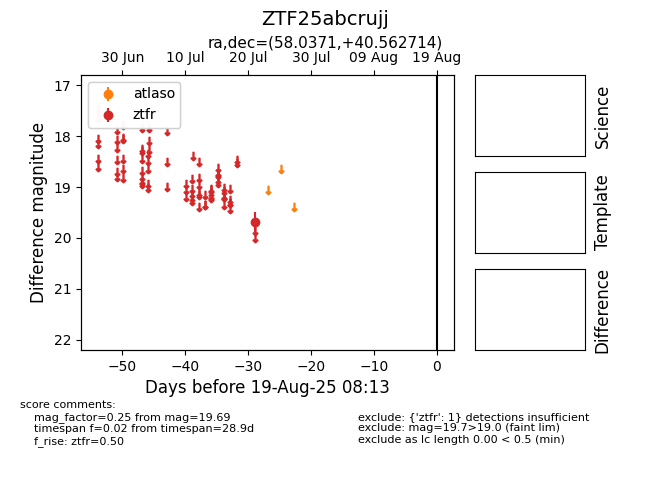 ZTF25abcrujj
ra,dec=(58.0371,+40.562714)
30 Jun 10 Jul 20 Jul 30 Jul 09 Aug 19 Aug
17
18
19
20
21
22
Difference magnitude
atlaso
ztfr
−50 −40 −30 −20 −10 0
Days before 19-Aug-25 08:13
Science
Template
Difference
score comments:
mag_factor=0.25 from mag=19.69
timespan f=0.02 from timespan=28.9d
f_rise: ztfr=0.50
exclude: {'ztfr': 1} detections insufficient
exclude: mag=19.7>19.0 (faint lim)
exclude as lc length 0.00 < 0.5 (min)